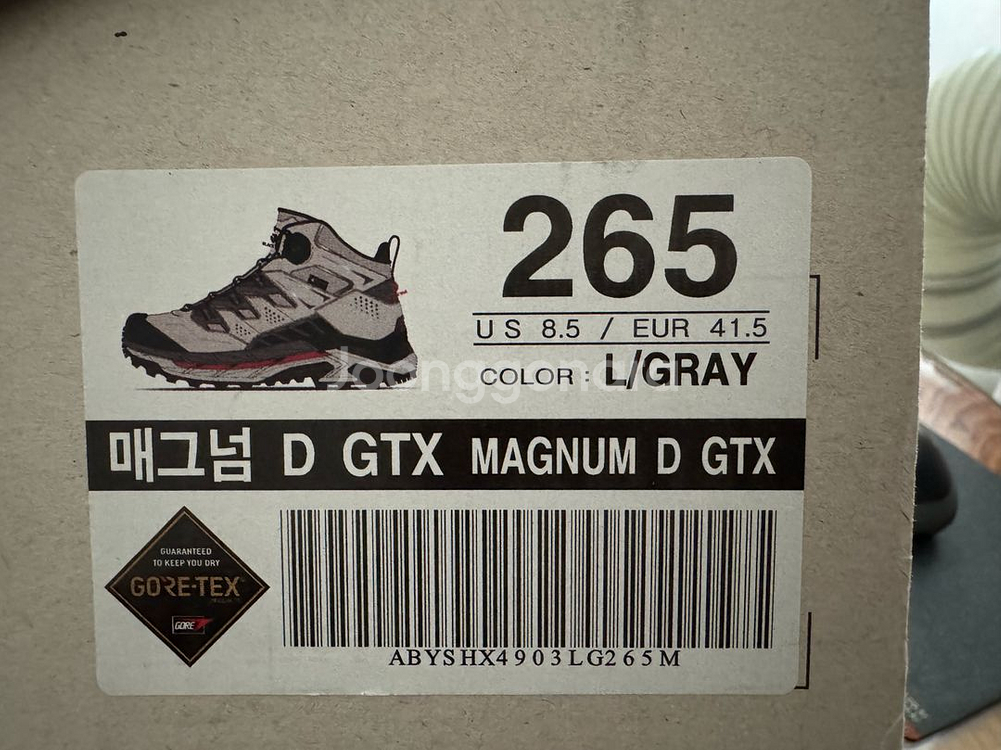 265
US 8.5 / EUR 41.5
COLOR : L/GRAY
Joonggonara
매그넘 D GTX MAGNUM D GTX
GUARANTEED
TO KEEP YOU DRY
GORE-TEX
GORE
ABYSHX4903LG265M